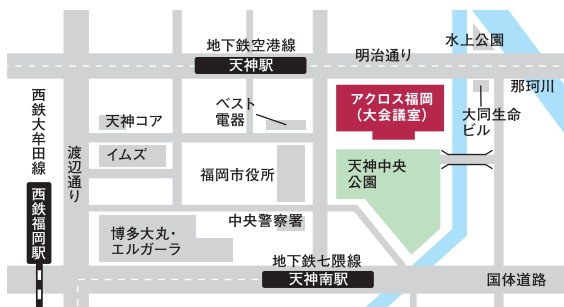 水上公園
地下鉄空港線
明治通り
天神駅
那珂川
西鉄大牟田線
アクロス福岡
（大会議室）
ベスト
電器
天神コア
大同生命
ビル
渡辺通り
イムズ
天神中央
公園
福岡市役所
西鉄福岡駅
中央警察署
博多大丸・
エルガーラ
地下鉄七隈線
天神南駅
国体道路